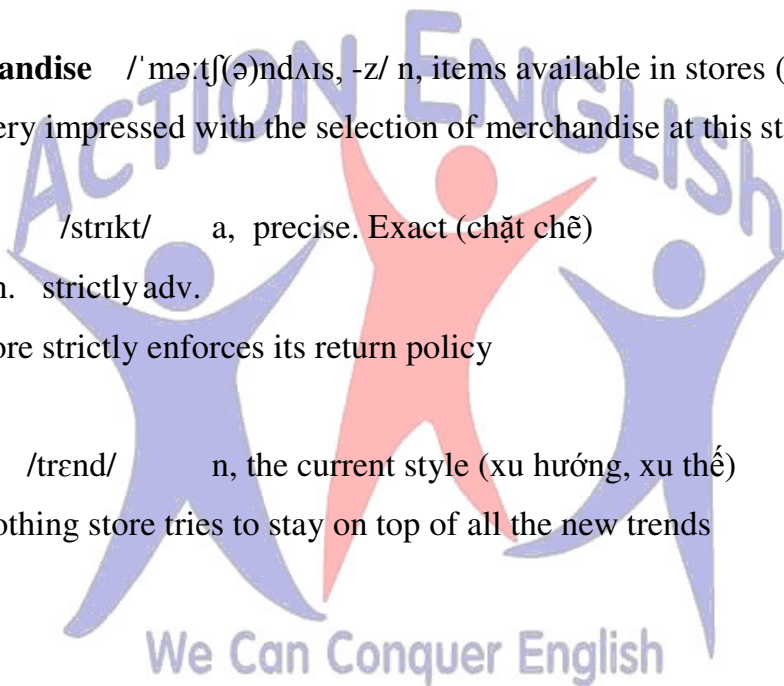 ACTION ENGLISH
andise /ˈməːtʃ(ə)ndʌɪs, -z/ n, items available in stores (
ery impressed with the selection of merchandise at this st
/strɪkt/ a, precise. Exact (chặt chẽ)
n. strictly adv.
ore strictly enforces its return policy
/trɛnd/ n, the current style (xu hướng, xu thế)
othing store tries to stay on top of all the new trends
We Can Conquer English